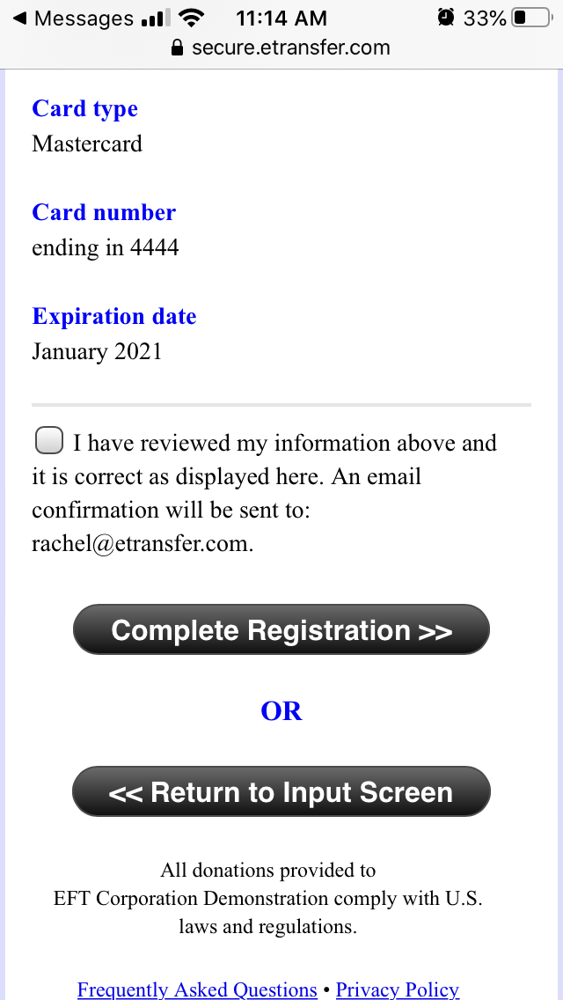 Messages 11:14 AM 33%
secure.etransfer.com
Card type
Mastercard
Card number
ending in 4444
Expiration date
January 2021
I have reviewed my information above and
it is correct as displayed here. An email
confirmation will be sent to:
rachel@etransfer.com.
Complete Registration >>
OR
<< Return to Input Screen
All donations provided to
EFT Corporation Demonstration comply with U.S.
laws and regulations.
Frequently Asked Questions • Privacy Policy